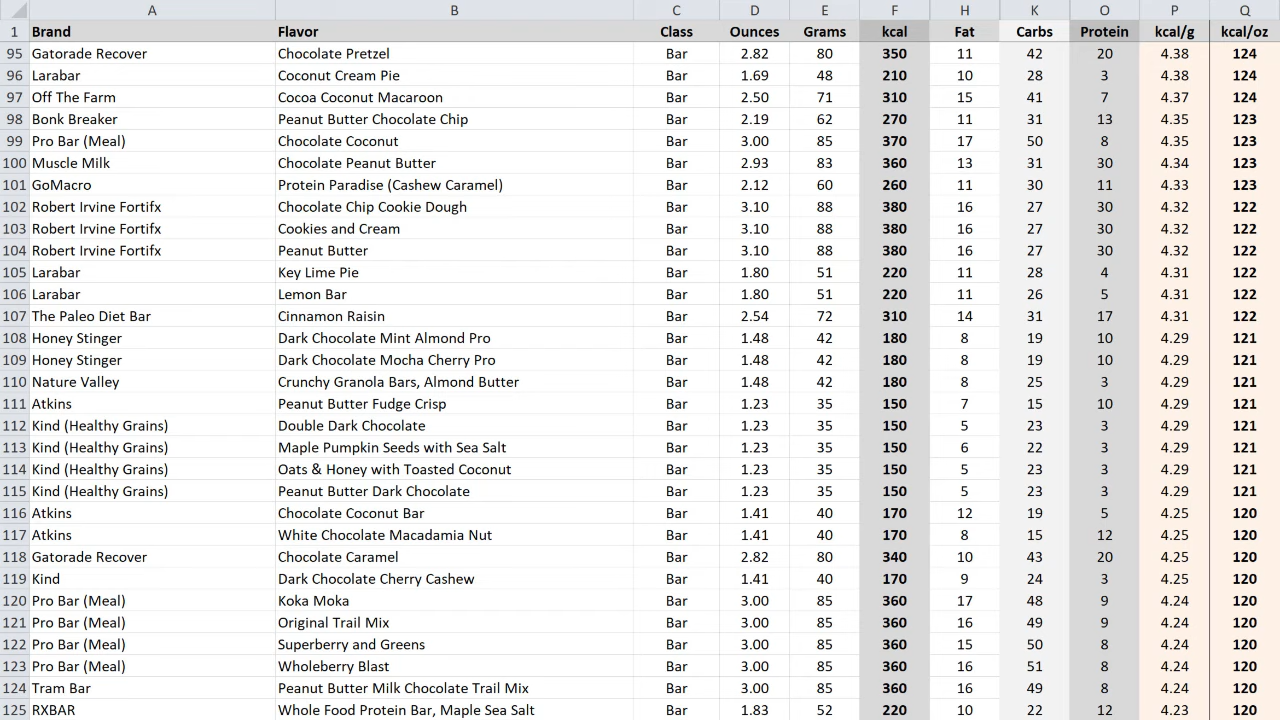 A B C D E F H K O P Q
1 Brand Flavor Class Ounces Grams kcal Fat Carbs Protein kcal/g kcal/oz
95 Gatorade Recover Chocolate Pretzel Bar 2.82 80 350 11 42 20 4.38 124
96 Larabar Coconut Cream Pie Bar 1.69 48 210 10 28 3 4.38 124
97 Off The Farm Cocoa Coconut Macaroon Bar 2.50 71 310 15 41 7 4.37 124
98 Bonk Breaker Peanut Butter Chocolate Chip Bar 2.19 62 270 11 31 13 4.35 123
99 Pro Bar (Meal) Chocolate Coconut Bar 3.00 85 370 17 50 8 4.35 123
100 Muscle Milk Chocolate Peanut Butter Bar 2.93 83 360 13 31 30 4.34 123
101 GoMacro Protein Paradise (Cashew Caramel) Bar 2.12 60 260 11 30 11 4.33 123
102 Robert Irvine Fortifx Chocolate Chip Cookie Dough Bar 3.10 88 380 16 27 30 4.32 122
103 Robert Irvine Fortifx Cookies and Cream Bar 3.10 88 380 16 27 30 4.32 122
104 Robert Irvine Fortifx Peanut Butter Bar 3.10 88 380 16 27 30 4.32 122
105 Larabar Key Lime Pie Bar 1.80 51 220 11 28 4 4.31 122
106 Larabar Lemon Bar Bar 1.80 51 220 11 26 5 4.31 122
107 The Paleo Diet Bar Cinnamon Raisin Bar 2.54 72 310 14 31 17 4.31 122
108 Honey Stinger Dark Chocolate Mint Almond Pro Bar 1.48 42 180 8 19 10 4.29 121
109 Honey Stinger Dark Chocolate Mocha Cherry Pro Bar 1.48 42 180 8 19 10 4.29 121
110 Nature Valley Crunchy Granola Bars, Almond Butter Bar 1.48 42 180 8 25 3 4.29 121
111 Atkins Peanut Butter Fudge Crisp Bar 1.23 35 150 7 15 10 4.29 121
112 Kind (Healthy Grains) Double Dark Chocolate Bar 1.23 35 150 5 23 3 4.29 121
113 Kind (Healthy Grains) Maple Pumpkin Seeds with Sea Salt Bar 1.23 35 150 6 22 3 4.29 121
114 Kind (Healthy Grains) Oats & Honey with Toasted Coconut Bar 1.23 35 150 5 23 3 4.29 121
115 Kind (Healthy Grains) Peanut Butter Dark Chocolate Bar 1.23 35 150 5 23 3 4.29 121
116 Atkins Chocolate Coconut Bar Bar 1.41 40 170 12 19 5 4.25 120
117 Atkins White Chocolate Macadamia Nut Bar 1.41 40 170 8 15 12 4.25 120
118 Gatorade Recover Chocolate Caramel Bar 2.82 80 340 10 43 20 4.25 120
119 Kind Dark Chocolate Cherry Cashew Bar 1.41 40 170 9 24 3 4.25 120
120 Pro Bar (Meal) Koka Moka Bar 3.00 85 360 17 48 9 4.24 120
121 Pro Bar (Meal) Original Trail Mix Bar 3.00 85 360 16 49 9 4.24 120
122 Pro Bar (Meal) Superberry and Greens Bar 3.00 85 360 15 50 8 4.24 120
123 Pro Bar (Meal) Wholeberry Blast Bar 3.00 85 360 16 51 8 4.24 120
124 Tram Bar Peanut Butter Milk Chocolate Trail Mix Bar 3.00 85 360 16 49 8 4.24 120
125 RXBAR Whole Food Protein Bar, Maple Sea Salt Bar 1.83 52 220 10 22 12 4.23 120